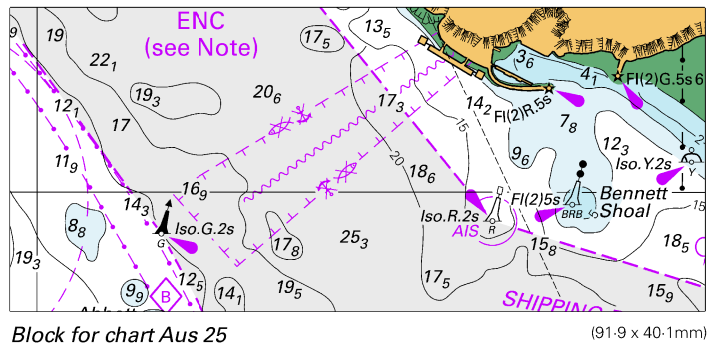 9
19
ENC
(see Note)
17₅
13₅
22₁
3₆
4₁
Fl(2)G.5s6
19₃
12₁
20₆
17₃
14₂
Fl(2)R.5s
7₈
17
15
12₃
2
11₉
9₆
20
18₆
Iso.Y.2s
Y
16₉
14₃
Fl(2)5s
Bennett
Shoal
BRB
15
Iso.R.2s
R
AIS
8₈
Iso.G.2s
G
25₃
17₈
15₈
18₅
19₃
12₅
17₅
9₉
B
14₁
19₅
15₉
SHIPPING
Block for chart Aus 25
(91·9 x 40·1mm)